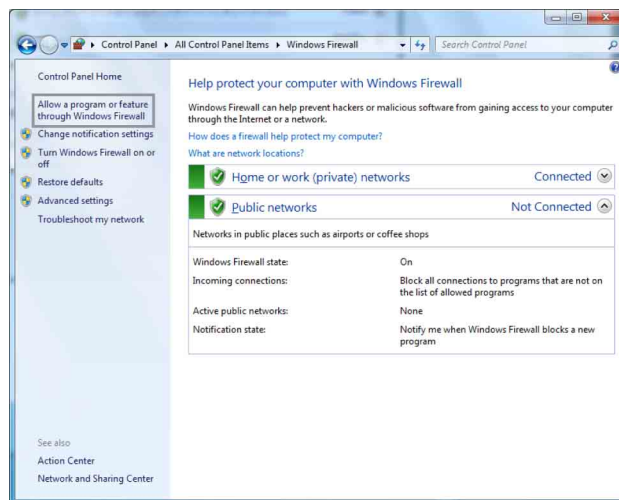 Control Panel ▸ All Control Panel Items ▸ Windows Firewall
Search Control Panel
Control Panel Home
Allow a program or feature
through Windows Firewall
Change notification settings
Turn Windows Firewall on or
off
Restore defaults
Advanced settings
Troubleshoot my network
See also
Action Center
Network and Sharing Center
Help protect your computer with Windows Firewall
Windows Firewall can help prevent hackers or malicious software from gaining access to your computer
through the Internet or a network.
How does a firewall help protect my computer?
What are network locations?
Home or work (private) networks Connected
Public networks Not Connected
Networks in public places such as airports or coffee shops
Windows Firewall state: On
Incoming connections: Block all connections to programs that are not on
the list of allowed programs
Active public networks: None
Notification state: Notify me when Windows Firewall blocks a new
program